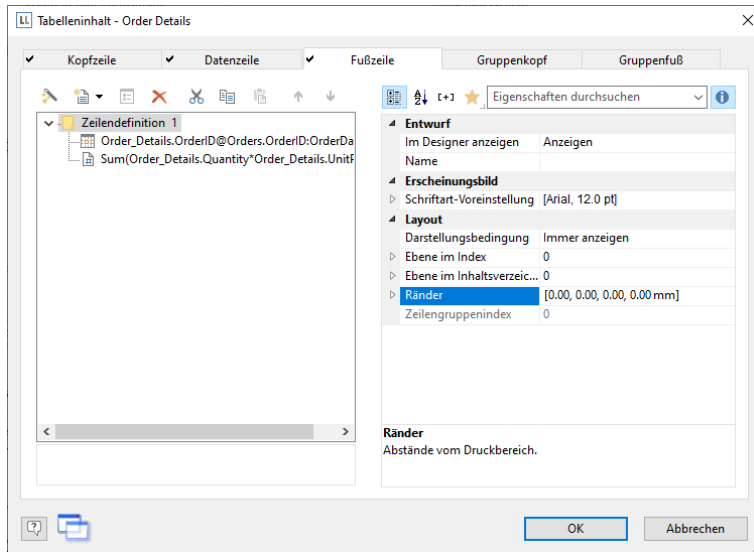 LL Tabelleninhalt - Order Details
Kopfzeile Datenzeile Fußzeile Gruppenkopf Gruppenfuß
Eigenschaften durchsuchen
Zeilendefinition 1
Order_Details.OrderID@Orders.OrderID:OrderDa
Sum(Order_Details.Quantity*Order_Details.UnitP
Entwurf
Im Designer anzeigen Anzeigen
Name
Erscheinungsbild
Schriftart-Voreinstellung [Arial, 12.0 pt]
Layout
Darstellungsbedingung Immer anzeigen
Ebene im Index 0
Ebene im Inhaltsverzeic... 0
Ränder [0.00, 0.00, 0.00, 0.00 mm]
Zeilengruppenindex 0
Ränder
Abstände vom Druckbereich.
OK Abbrechen